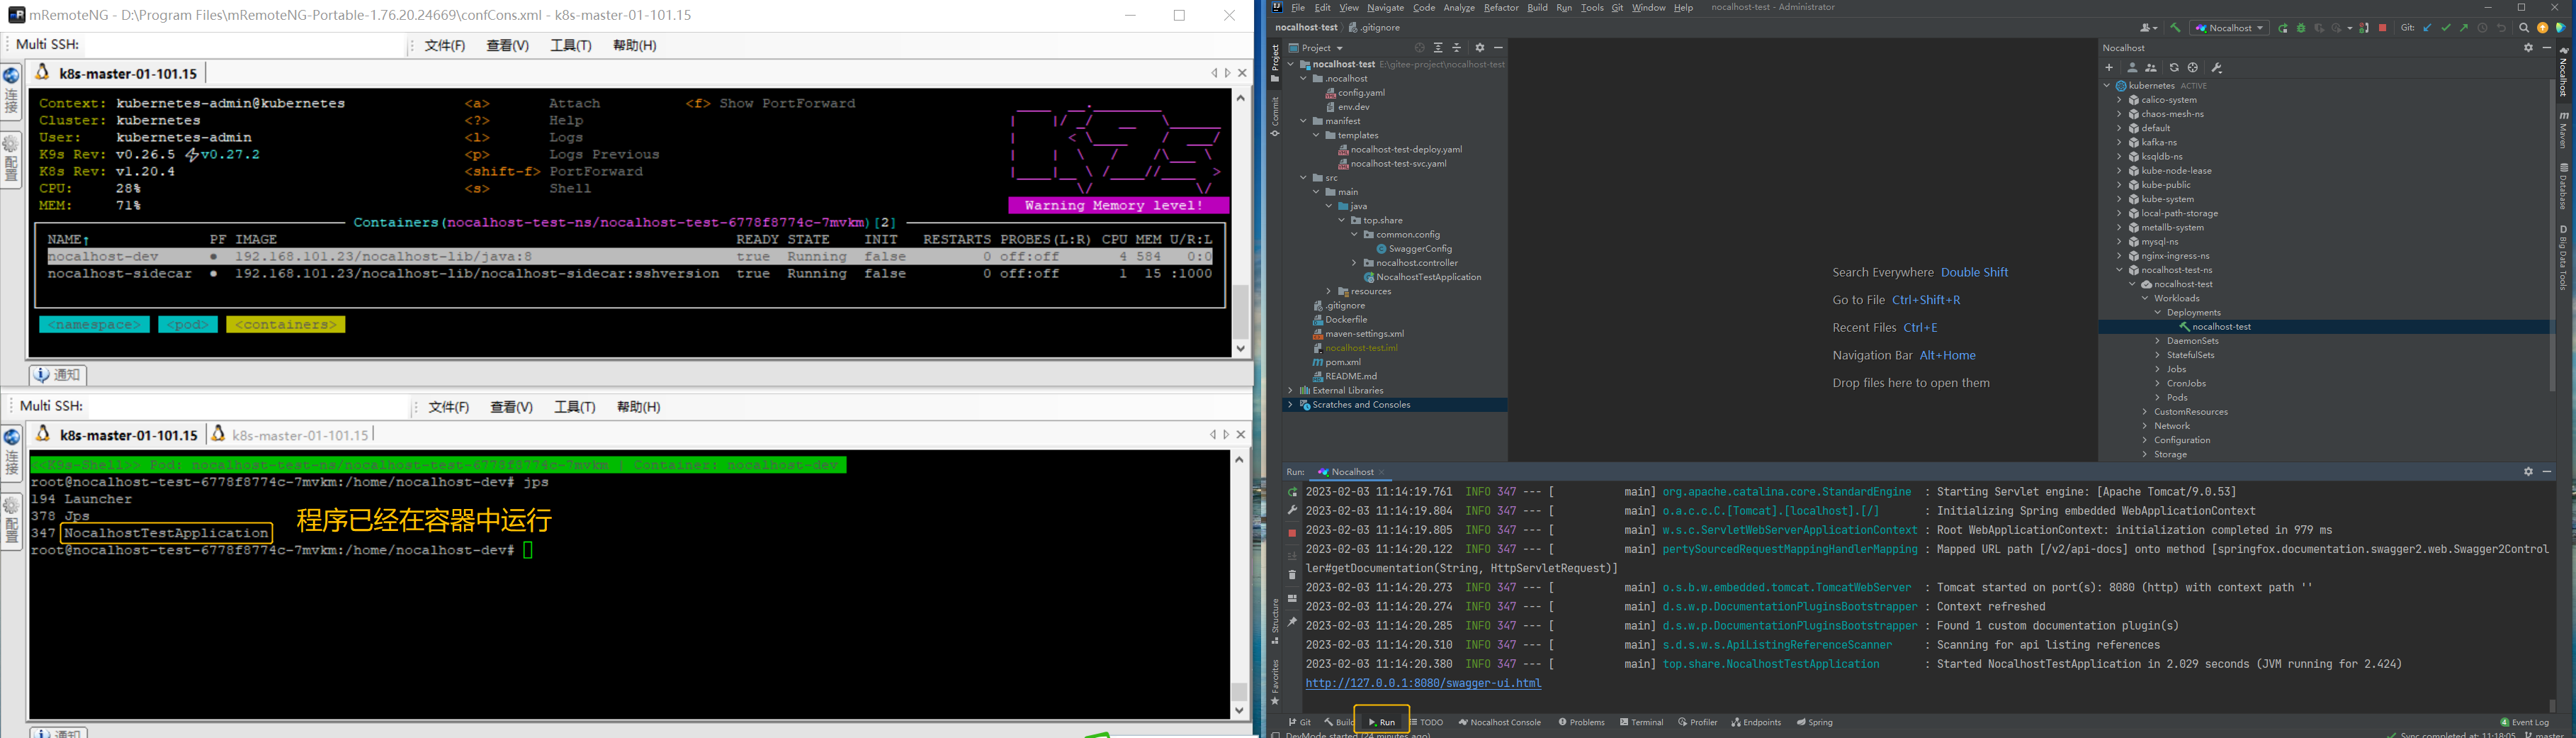 mRemoteNG - D:\Program Files\mRemoteNG-Portable-1.76.20.24669\confCons.xml - k8s-master-01-101.15
Multi SSH: 文件(F) 查看(V) 工具(T) 帮助(H)
k8s-master-01-101.15
连接
配置
Context: kubernetes-admin@kubernetes <a> Attach <f> Show PortForward
Cluster: kubernetes <?> Help
User: kubernetes-admin <l> Logs
K9s Rev: v0.26.5 ⚡v0.27.2 <p> Logs Previous
K8s Rev: v1.20.4 <shift-f> PortForward
CPU: 28% <s> Shell
MEM: 71%
Warning Memory level!
Containers(nocalhost-test-ns/nocalhost-test-6778f8774c-7mvkm)[2]
NAME↑ PF IMAGE READY STATE INIT RESTARTS PROBES(L:R) CPU MEM U/R:L
nocalhost-dev ● 192.168.101.23/nocalhost-lib/java:8 true Running false 0 off:off 4 584 0:0
nocalhost-sidecar ● 192.168.101.23/nocalhost-lib/nocalhost-sidecar:sshversion true Running false 0 off:off 1 15 :1000
<namespace> <pod> <containers>
通知
Multi SSH: 文件(F) 查看(V) 工具(T) 帮助(H)
k8s-master-01-101.15 k8s-master-01-101.15
连接
配置
<<K9s-Shell>> Pod: nocalhost-test-ns/nocalhost-test-6778f8774c-7mvkm | Container: nocalhost-dev
root@nocalhost-test-6778f8774c-7mvkm:/home/nocalhost-dev# jps
194 Launcher
378 Jps
347 NocalhostTestApplication
程序已经在容器中运行
root@nocalhost-test-6778f8774c-7mvkm:/home/nocalhost-dev#
通知
File Edit View Navigate Code Analyze Refactor Build Run Tools Git Window Help nocalhost-test - Administrator
nocalhost-test .gitignore Nocalhost Git:
Project
Commit
Structure
Favorites
Project
nocalhost-test E:\gitee-project\nocalhost-test
.nocalhost
config.yaml
env.dev
manifest
templates
nocalhost-test-deploy.yaml
nocalhost-test-svc.yaml
src
main
java
top.share
common.config
SwaggerConfig
nocalhost.controller
NocalhostTestApplication
resources
.gitignore
Dockerfile
maven-settings.xml
nocalhost-test.iml
pom.xml
README.md
External Libraries
Scratches and Consoles
Search Everywhere Double Shift
Go to File Ctrl+Shift+R
Recent Files Ctrl+E
Navigation Bar Alt+Home
Drop files here to open them
Nocalhost
kubernetes ACTIVE
calico-system
chaos-mesh-ns
default
kafka-ns
ksqldb-ns
kube-node-lease
kube-public
kube-system
local-path-storage
metallb-system
mysql-ns
nginx-ingress-ns
nocalhost-test-ns
nocalhost-test
Workloads
Deployments
nocalhost-test
DaemonSets
StatefulSets
Jobs
CronJobs
Pods
CustomResources
Network
Configuration
Storage
Nocalhost
Maven
Database
Big Data Tools
Run: Nocalhost
2023-02-03 11:14:19.761 INFO 347 --- [ main] org.apache.catalina.core.StandardEngine : Starting Servlet engine: [Apache Tomcat/9.0.53]
2023-02-03 11:14:19.804 INFO 347 --- [ main] o.a.c.c.C.[Tomcat].[localhost].[/] : Initializing Spring embedded WebApplicationContext
2023-02-03 11:14:19.805 INFO 347 --- [ main] w.s.c.ServletWebServerApplicationContext : Root WebApplicationContext: initialization completed in 979 ms
2023-02-03 11:14:20.122 INFO 347 --- [ main] pertySourcedRequestMappingHandlerMapping : Mapped URL path [/v2/api-docs] onto method [springfox.documentation.swagger2.web.Swagger2Control
ler#getDocumentation(String, HttpServletRequest)]
2023-02-03 11:14:20.273 INFO 347 --- [ main] o.s.b.w.embedded.tomcat.TomcatWebServer : Tomcat started on port(s): 8080 (http) with context path ''
2023-02-03 11:14:20.274 INFO 347 --- [ main] d.s.w.p.DocumentationPluginsBootstrapper : Context refreshed
2023-02-03 11:14:20.285 INFO 347 --- [ main] d.s.w.p.DocumentationPluginsBootstrapper : Found 1 custom documentation plugin(s)
2023-02-03 11:14:20.310 INFO 347 --- [ main] s.d.s.w.s.ApiListingReferenceScanner : Scanning for api listing references
2023-02-03 11:14:20.380 INFO 347 --- [ main] top.share.NocalhostTestApplication : Started NocalhostTestApplication in 2.029 seconds (JVM running for 2.424)
http://127.0.0.1:8080/swagger-ui.html
Git Build Run TODO Nocalhost Console Problems Terminal Profiler Endpoints Spring 4 Event Log
DevMode started (24 minutes ago) Sync completed at: 11:18:05 master